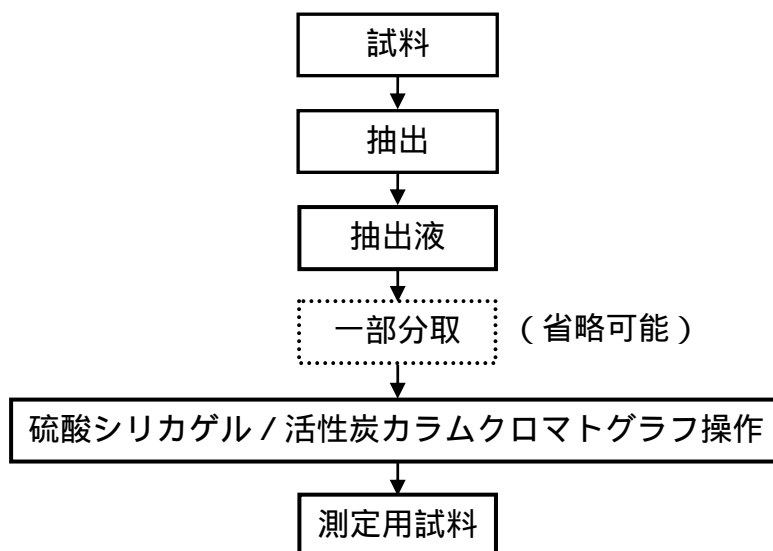 試料
抽出
抽出液
一部分取 （省略可能）
硫酸シリカゲル / 活性炭カラムクロマトグラフ操作
測定用試料